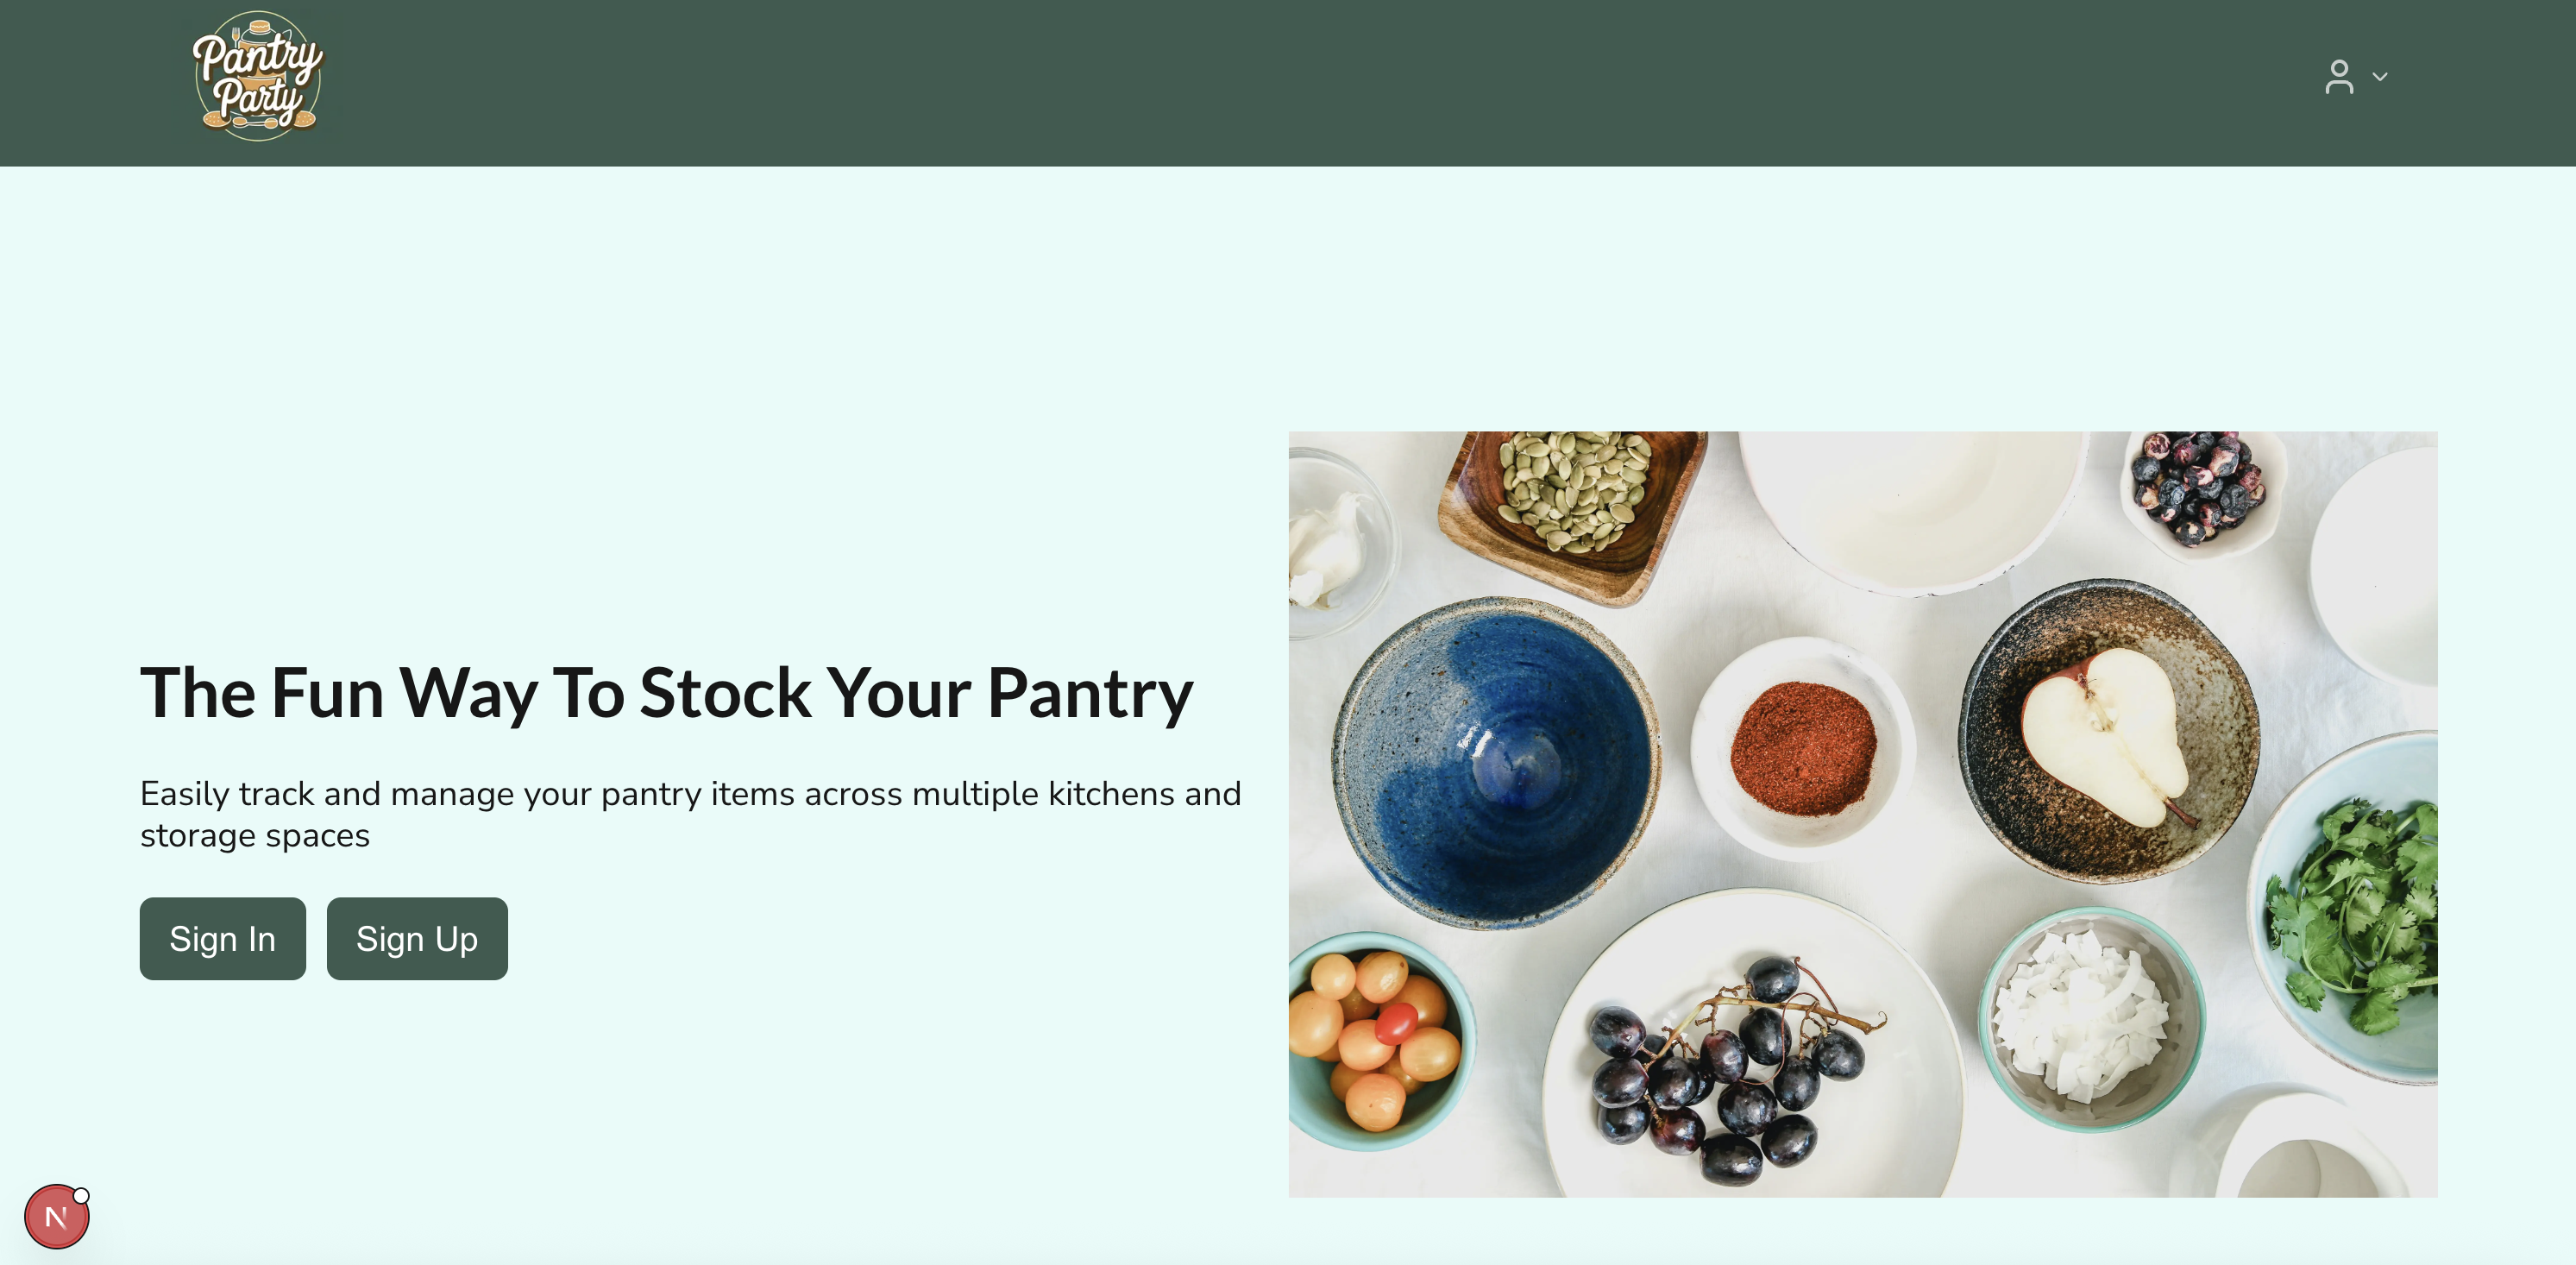 Pantry
Party
The Fun Way To Stock Your Pantry
Easily track and manage your pantry items across multiple kitchens and
storage spaces
Sign In
Sign Up
N